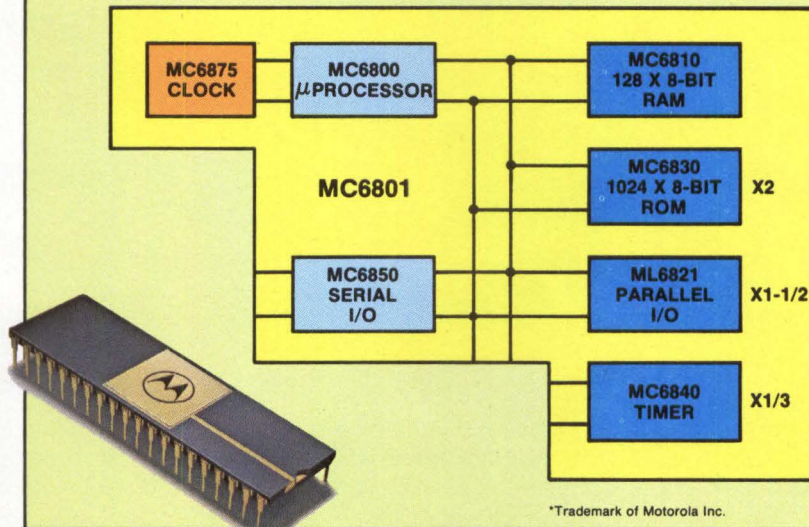 MC6875
CLOCK
MC6800
μPROCESSOR
MC6810
128 X 8-BIT
RAM
MC6801
MC6830
1024 X 8-BIT
ROM
X2
MC6850
SERIAL
I/O
ML6821
PARALLEL
I/O
X1-1/2
MC6840
TIMER
X1/3
*Trademark of Motorola Inc.